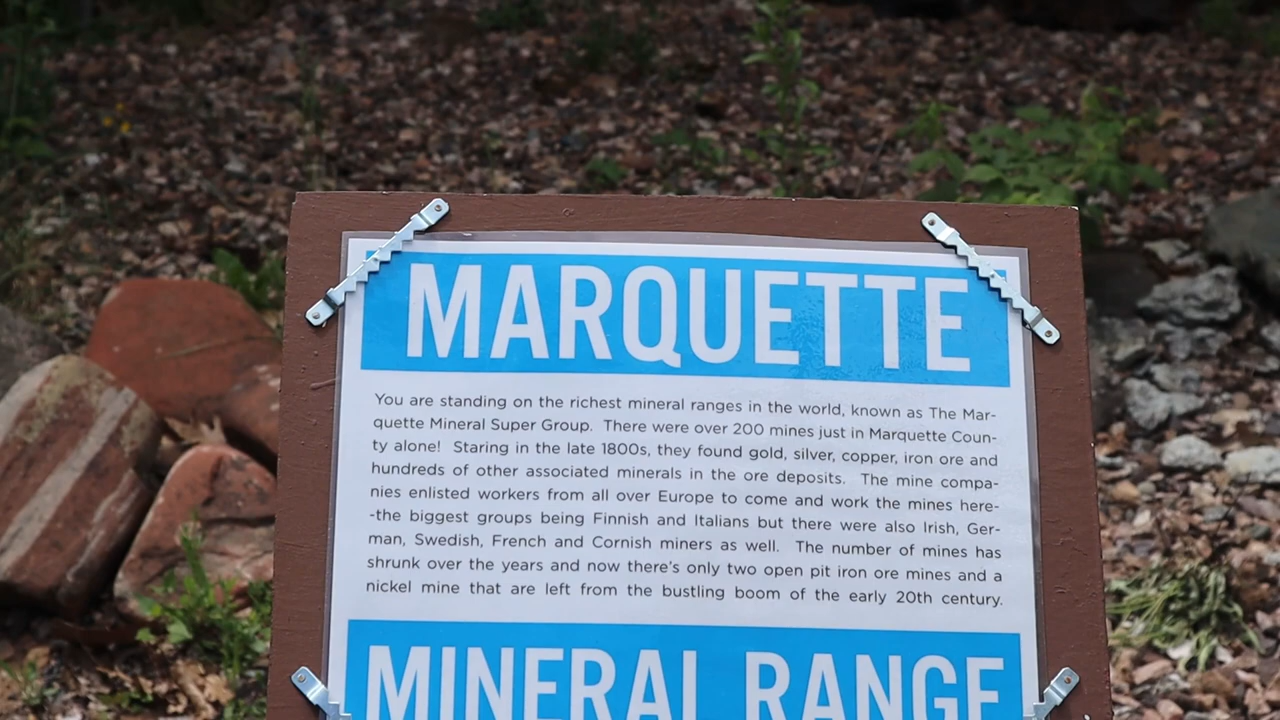 MARQUETTE
You are standing on the richest mineral ranges in the world, known as The Mar-
quette Mineral Super Group.  There were over 200 mines just in Marquette Coun-
ty alone!  Staring in the late 1800s, they found gold, silver, copper, iron ore and
hundreds of other associated minerals in the ore deposits.  The mine compa-
nies enlisted workers from all over Europe to come and work the mines here-
-the biggest groups being Finnish and Italians but there were also Irish, Ger-
man, Swedish, French and Cornish miners as well.  The number of mines has
shrunk over the years and now there's only two open pit iron ore mines and a
nickel mine that are left from the bustling boom of the early 20th century.
MINERAL RANGE